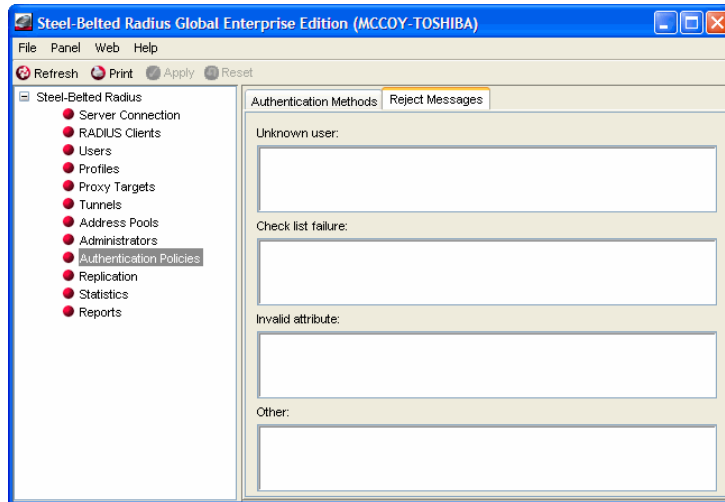 Steel-Belted Radius Global Enterprise Edition (MCCOY-TOSHIBA)
File Panel Web Help
Refresh Print Apply Reset
Steel-Belted Radius
Server Connection
RADIUS Clients
Users
Profiles
Proxy Targets
Tunnels
Address Pools
Administrators
Authentication Policies
Replication
Statistics
Reports
Authentication Methods Reject Messages
Unknown user:
Check list failure:
Invalid attribute:
Other: